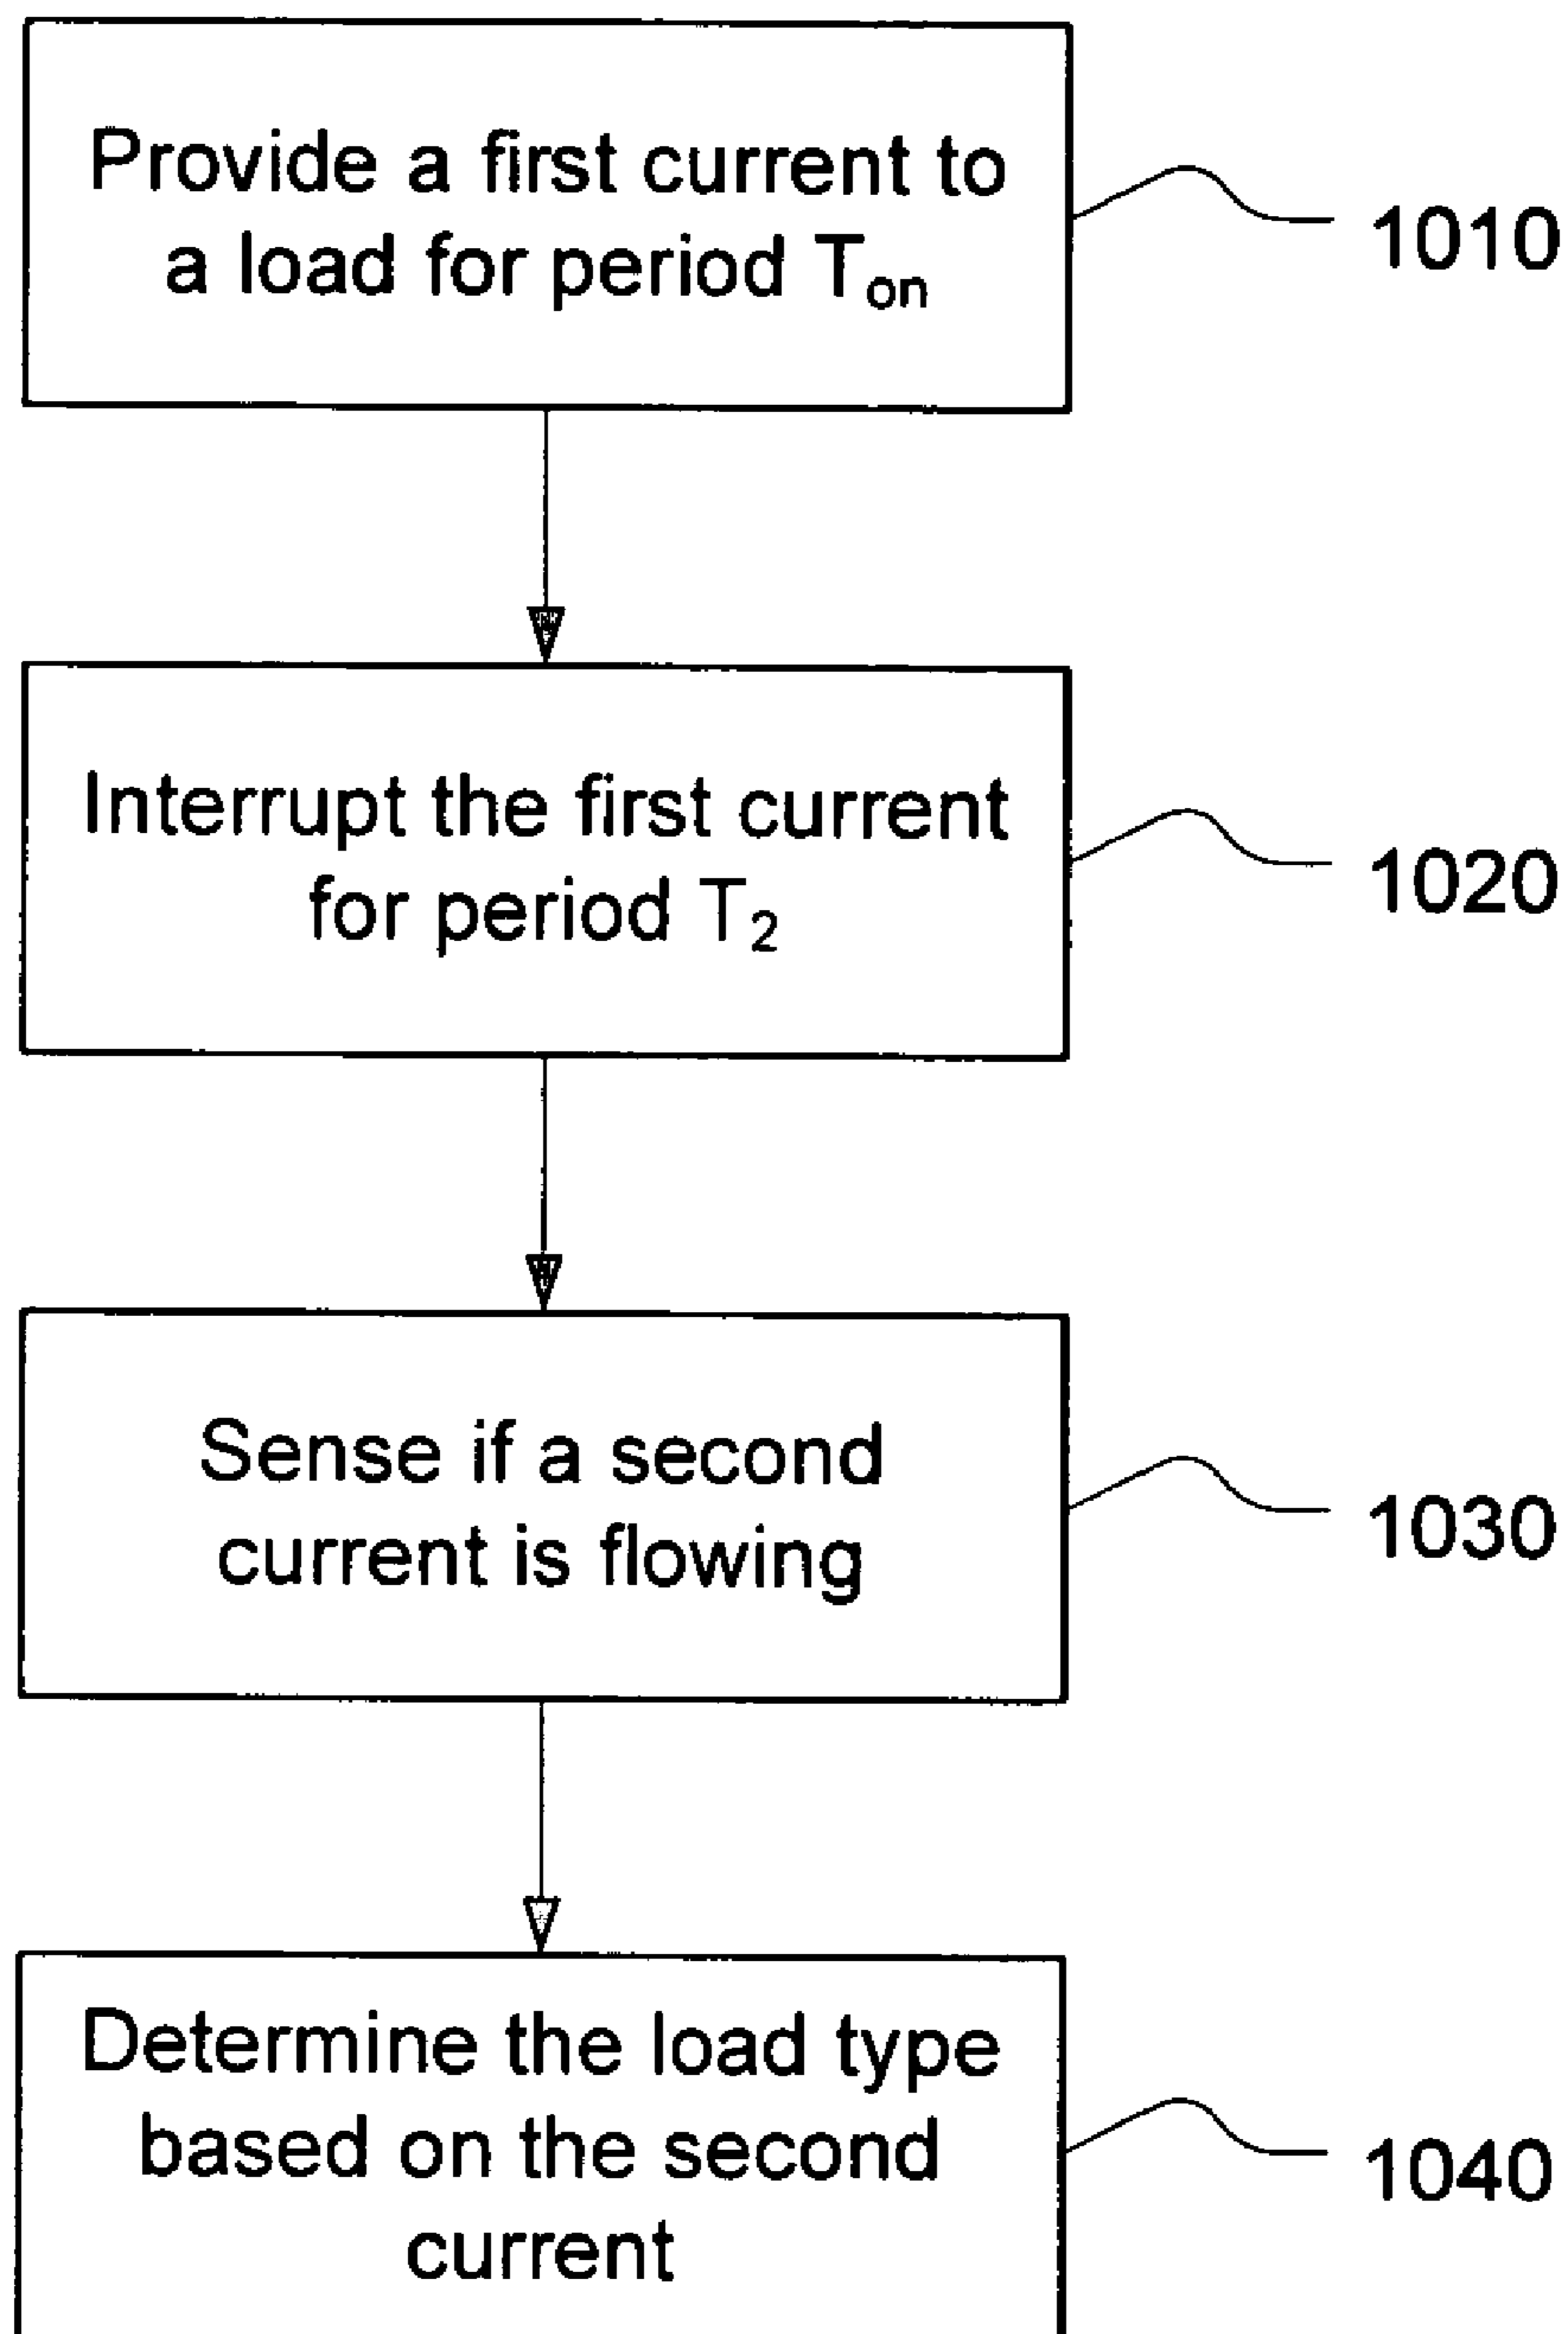 Provide a first current to
a load for period Ton
1010
Interrupt the first current
for period T2
1020
Sense if a second
current is flowing
1030
Determine the load type
based on the second
current
1040